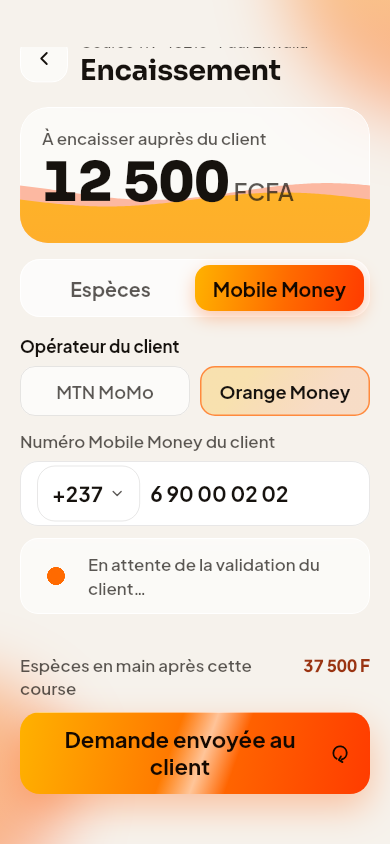 Encaissement
À encaisser auprès du client
12 500 FCFA
Espèces
Mobile Money
Opérateur du client
MTN MoMo
Orange Money
Numéro Mobile Money du client
+237
6 90 00 02 02
En attente de la validation du
client…
Espèces en main après cette
course
37 500 F
Demande envoyée au
client